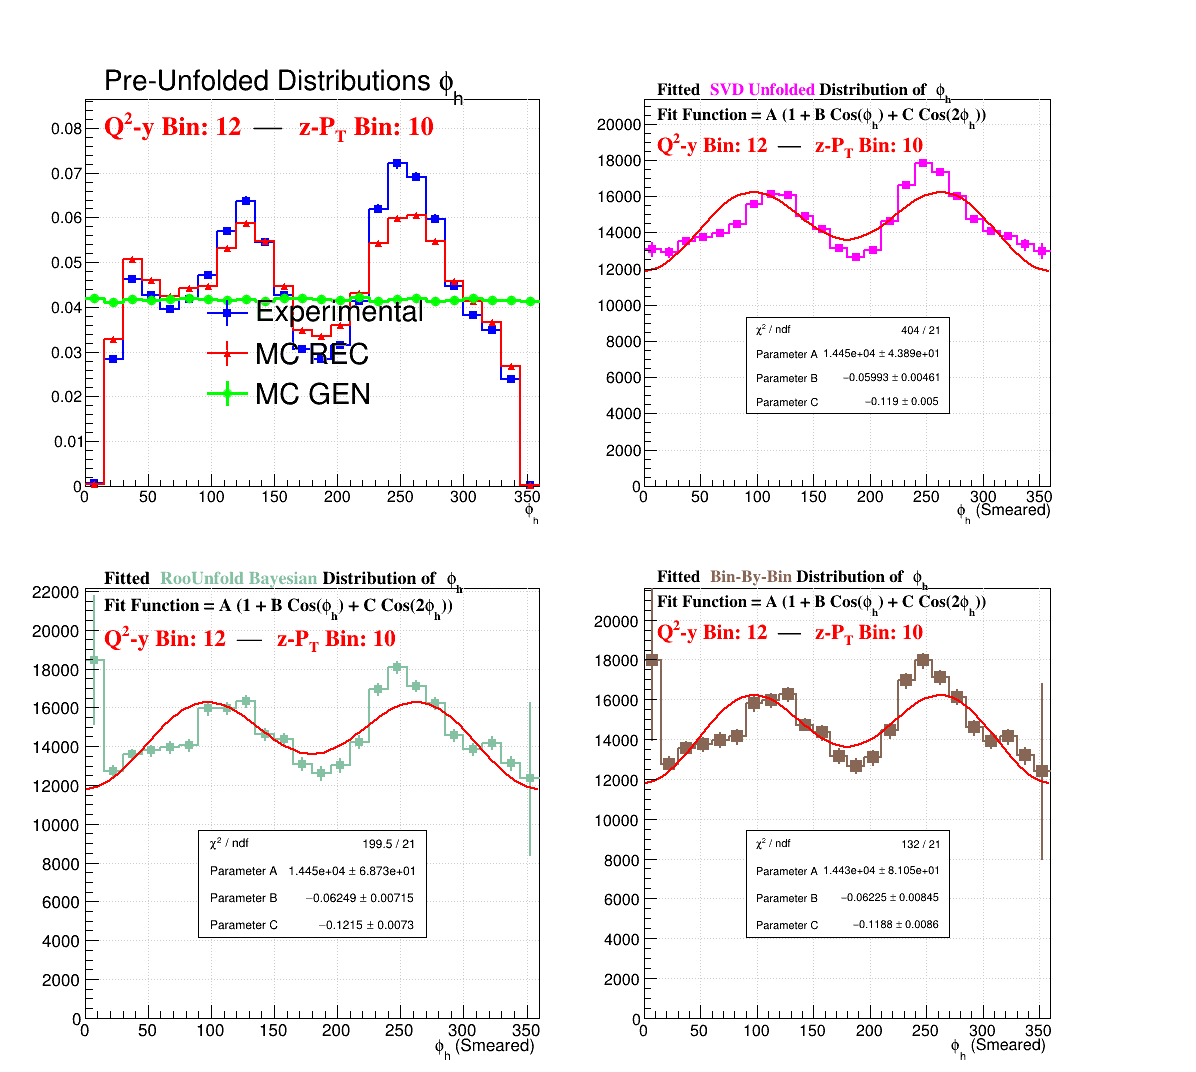 Pre-Unfolded Distributions ϕh
Q²-y Bin: 12 — z-PT Bin: 10
0.08
0.07
0.06
0.05
0.04
0.03
0.02
0.01
0
Experimental
MC REC
MC GEN
0 50 100 150 200 250 300 350
ϕh
Fitted SVD Unfolded Distribution of ϕh
Fit Function = A (1 + B Cos(ϕh) + C Cos(2ϕh))
Q²-y Bin: 12 — z-PT Bin: 10
20000
18000
16000
14000
12000
10000
8000
6000
4000
2000
0
χ² / ndf 404 / 21
Parameter A 1.445e+04 ± 4.389e+01
Parameter B −0.05993 ± 0.00461
Parameter C −0.119 ± 0.005
0 50 100 150 200 250 300 350
ϕh (Smeared)
Fitted RooUnfold Bayesian Distribution of ϕh
Fit Function = A (1 + B Cos(ϕh) + C Cos(2ϕh))
Q²-y Bin: 12 — z-PT Bin: 10
22000
20000
18000
16000
14000
12000
10000
8000
6000
4000
2000
0
χ² / ndf 199.5 / 21
Parameter A 1.445e+04 ± 6.873e+01
Parameter B −0.06249 ± 0.00715
Parameter C −0.1215 ± 0.0073
0 50 100 150 200 250 300 350
ϕh (Smeared)
Fitted Bin-By-Bin Distribution of ϕh
Fit Function = A (1 + B Cos(ϕh) + C Cos(2ϕh))
Q²-y Bin: 12 — z-PT Bin: 10
20000
18000
16000
14000
12000
10000
8000
6000
4000
2000
0
χ² / ndf 132 / 21
Parameter A 1.443e+04 ± 8.105e+01
Parameter B −0.06225 ± 0.00845
Parameter C −0.1188 ± 0.0086
0 50 100 150 200 250 300 350
ϕh (Smeared)